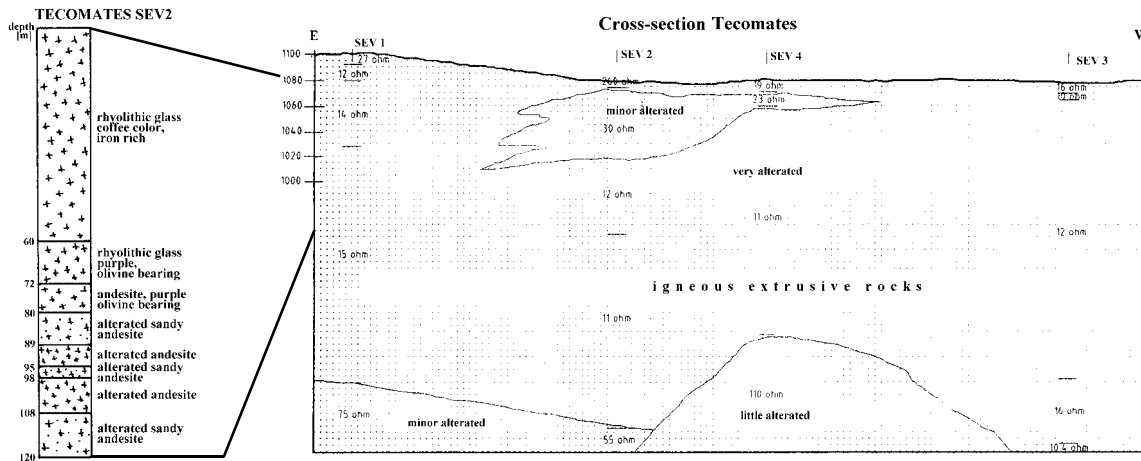 TECOMATES SEV2
depth
[m]
rhyolithic glass
coffee color,
iron rich
60
rhyolithic glass
purple,
olivine bearing
72
andesite, purple
olivine bearing
80
alterated sandy
andesite
89
alterated andesite
95
alterated sandy
98
andesite
alterated andesite
108
alterated sandy
andesite
120
Cross-section Tecomates
E
SEV 1
SEV 2
SEV 4
SEV 3
1100
1080
1060
1040
1020
1000
27 ohm
12 ohm
14 ohm
15 ohm
75 ohm
260 ohm
minor alterated
30 ohm
12 ohm
11 ohm
55 ohm
minor alterated
19 ohm
23 ohm
very alterated
11 ohm
igneous extrusive rocks
110 ohm
little alterated
16 ohm
12 ohm
16 ohm
10.4 ohm